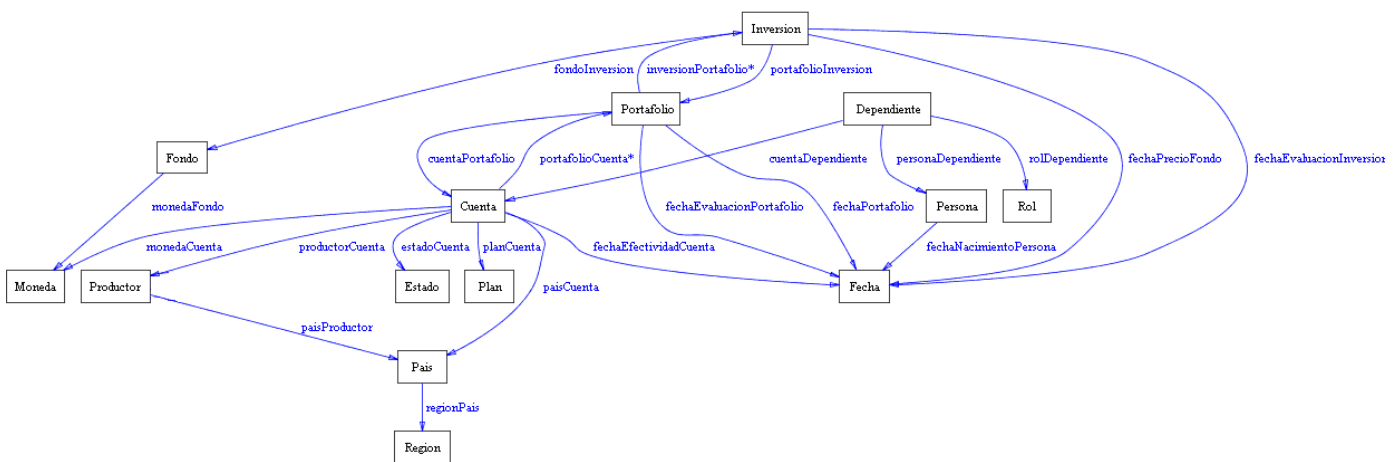 Inversion
fondoInversion
inversionPortafolio*
portafolioInversion
Portafolio
Dependiente
Fondo
cuentaPortafolio
portafolioCuenta*
cuentaDependiente
personaDependiente
rolDependiente
fechaPrecioFondo
fechaEvaluacionInversion
monedaFondo
Cuenta
fechaEvaluacionPortafolio
fechaPortafolio
Persona
Rol
monedaCuenta
productorCuenta
estadoCuenta
planCuenta
fechaEfectividadCuenta
fechaNacimientoPersona
Moneda
Productor
Estado
Plan
paisCuenta
Fecha
paisProductor
Pais
regionPais
Region